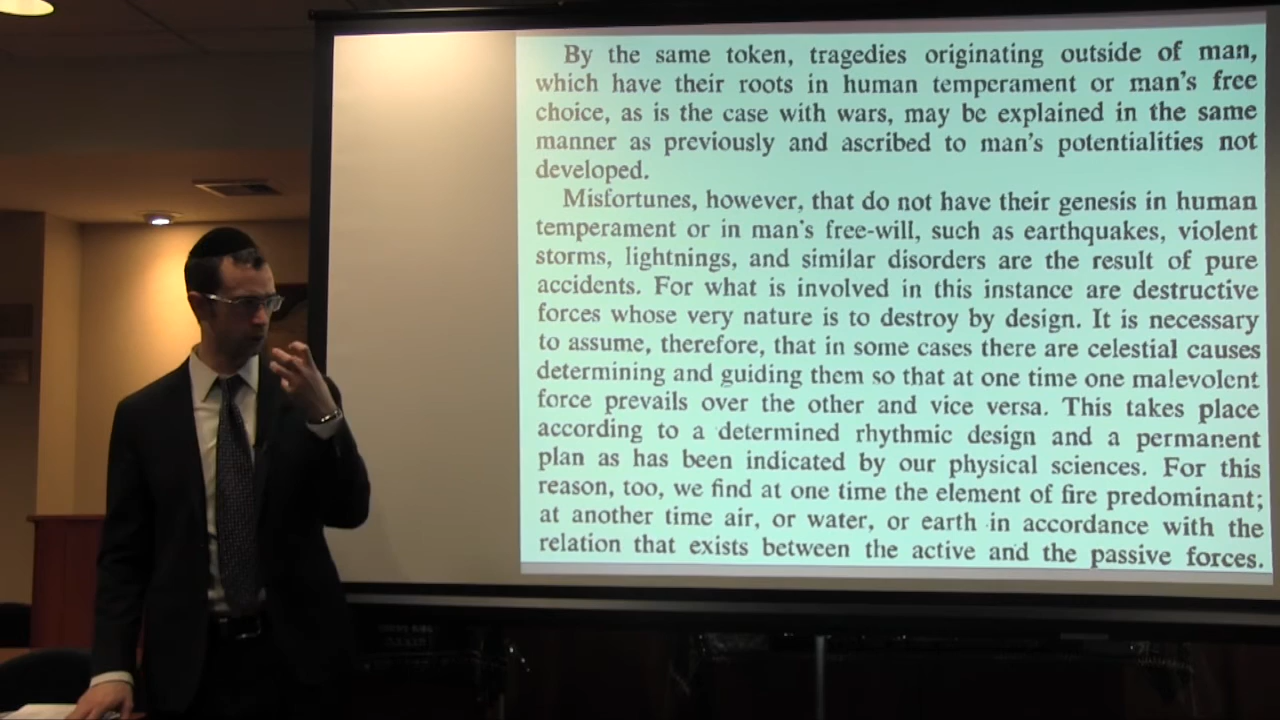 By the same token, tragedies originating outside of man,
which have their roots in human temperament or man's free
choice, as is the case with wars, may be explained in the same
manner as previously and ascribed to man's potentialities not
developed.
Misfortunes, however, that do not have their genesis in human
temperament or in man's free-will, such as earthquakes, violent
storms, lightnings, and similar disorders are the result of pure
accidents. For what is involved in this instance are destructive
forces whose very nature is to destroy by design. It is necessary
to assume, therefore, that in some cases there are celestial causes
determining and guiding them so that at one time one malevolent
force prevails over the other and vice versa. This takes place
according to a determined rhythmic design and a permanent
plan as has been indicated by our physical sciences. For this
reason, too, we find at one time the element of fire predominant;
at another time air, or water, or earth in accordance with the
relation that exists between the active and the passive forces.